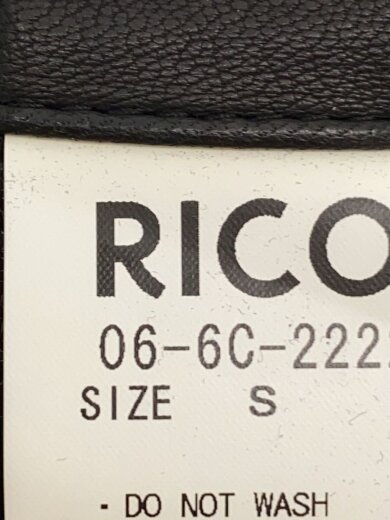 RICO
06-6C-222
SIZE S
· DO NOT WASH